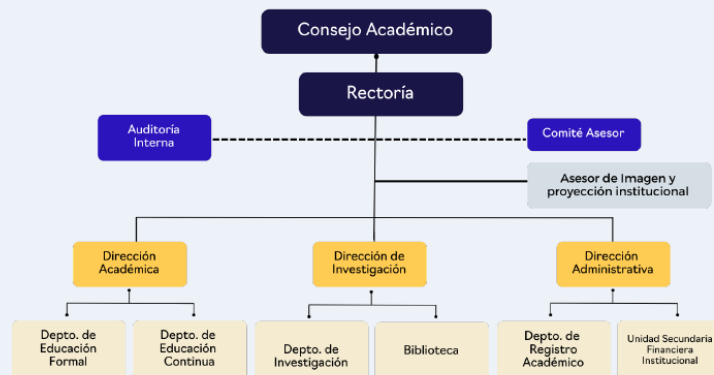 Consejo Académico
Rectoría
Auditoría
Interna
Comité Asesor
Asesor de Imagen y
proyección institucional
Dirección
Académica
Dirección de
Investigación
Dirección
Administrativa
Depto. de
Educación
Formal
Depto. de
Educación
Continua
Depto. de
Investigación
Biblioteca
Depto. de
Registro
Académico
Unidad Secundaria
Financiera
Institucional